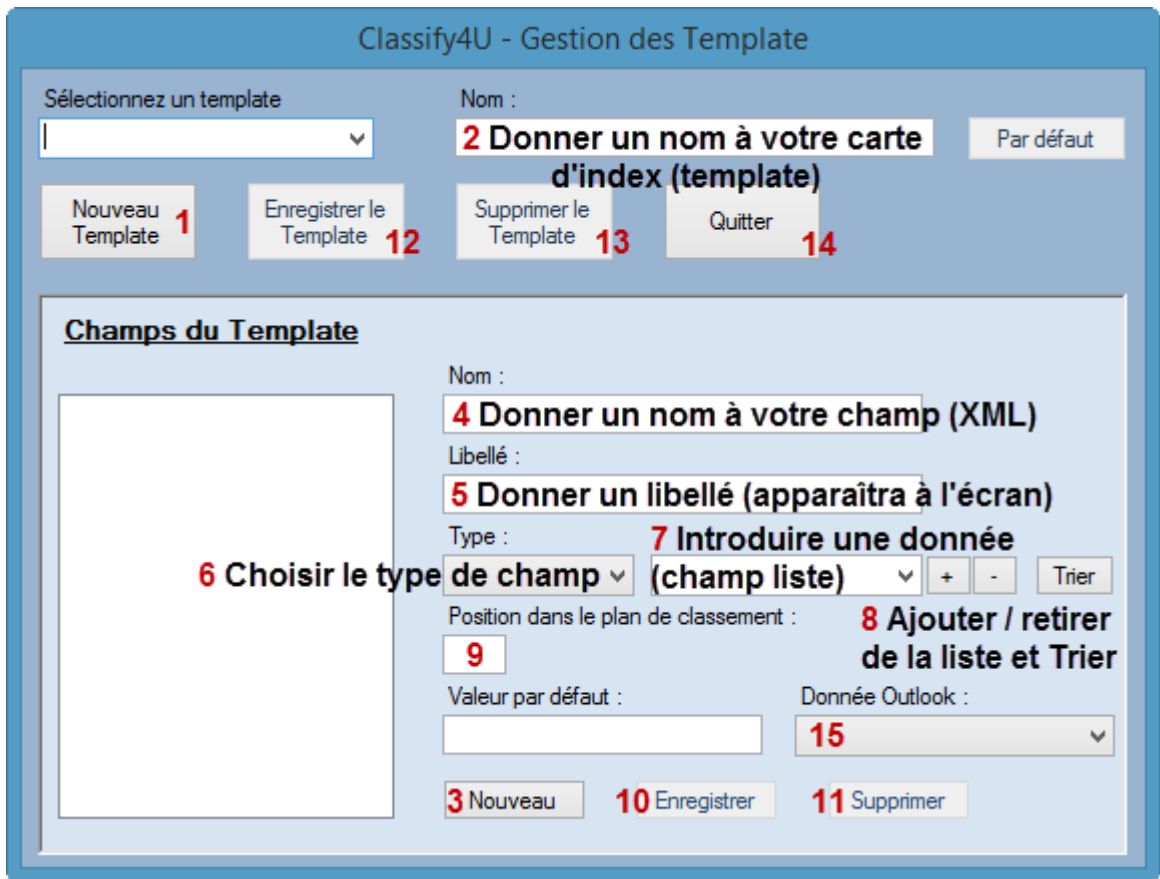 Classify4U - Gestion des Template
Sélectionnez un template
Nom :
2 Donner un nom à votre carte
d'index (template)
Par défaut
Nouveau
Template 1
Enregistrer le
Template 12
Supprimer le
Template 13
Quitter
14
Champs du Template
Nom :
4 Donner un nom à votre champ (XML)
Libellé :
5 Donner un libellé (apparaîtra à l'écran)
Type :
6 Choisir le type de champ
7 Introduire une donnée
(champ liste)
+
-
Trier
Position dans le plan de classement :
9
8 Ajouter / retirer
de la liste et Trier
Valeur par défaut :
Donnée Outlook :
15
3 Nouveau
10 Enregistrer
11 Supprimer